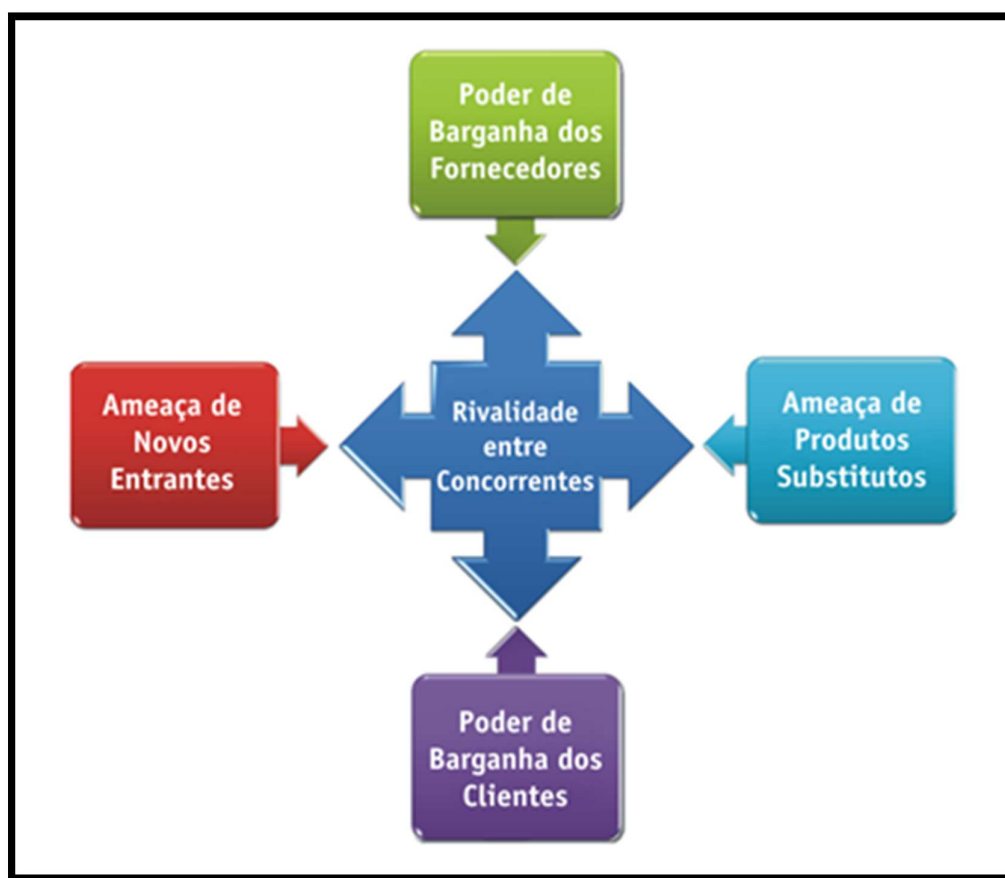 Poder de
Barganha dos
Fornecedores
Ameaça de
Novos
Entrantes
Rivalidade
entre
Concorrentes
Ameaça de
Produtos
Substitutos
Poder de
Barganha dos
Clientes